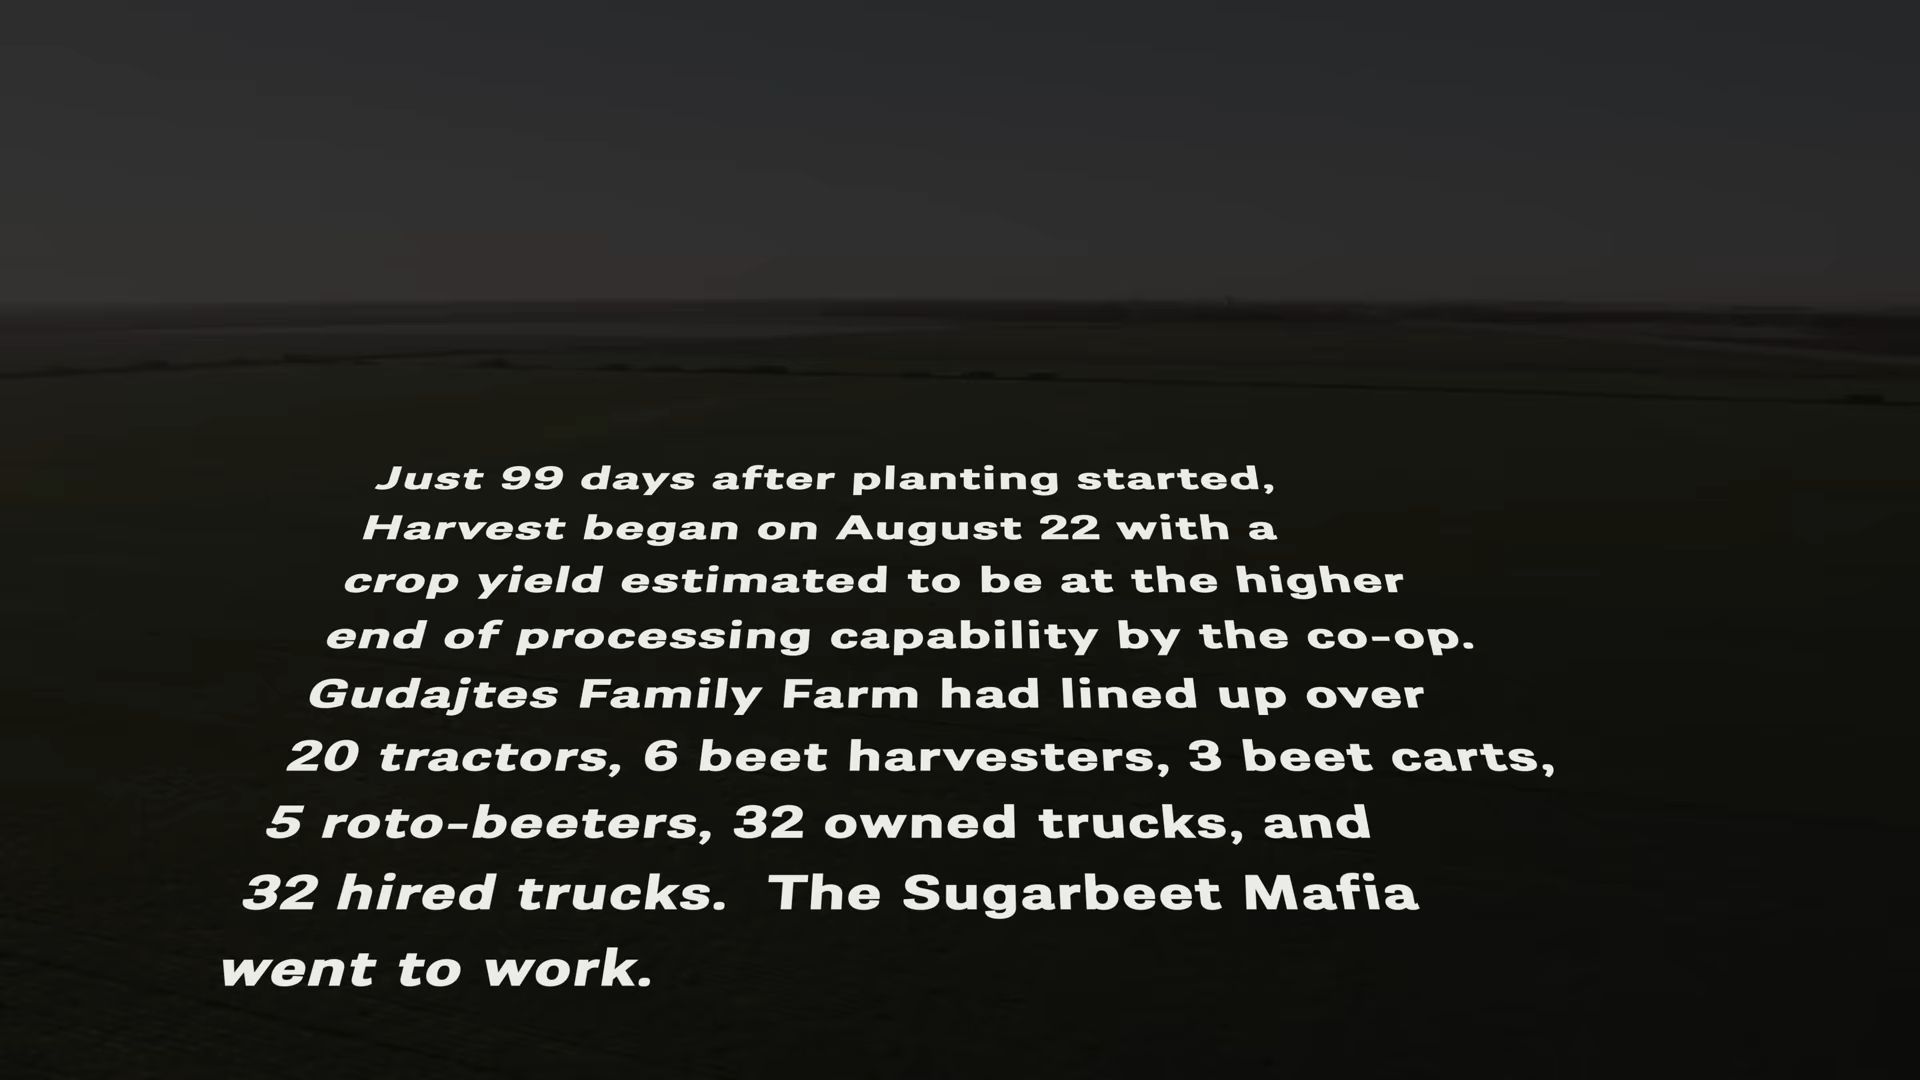 Just 99 days after planting started,
Harvest began on August 22 with a
crop yield estimated to be at the higher
end of processing capability by the co-op.
Gudajtes Family Farm had lined up over
20 tractors, 6 beet harvesters, 3 beet carts,
5 roto-beeters, 32 owned trucks, and
32 hired trucks.  The Sugarbeet Mafia
went to work.